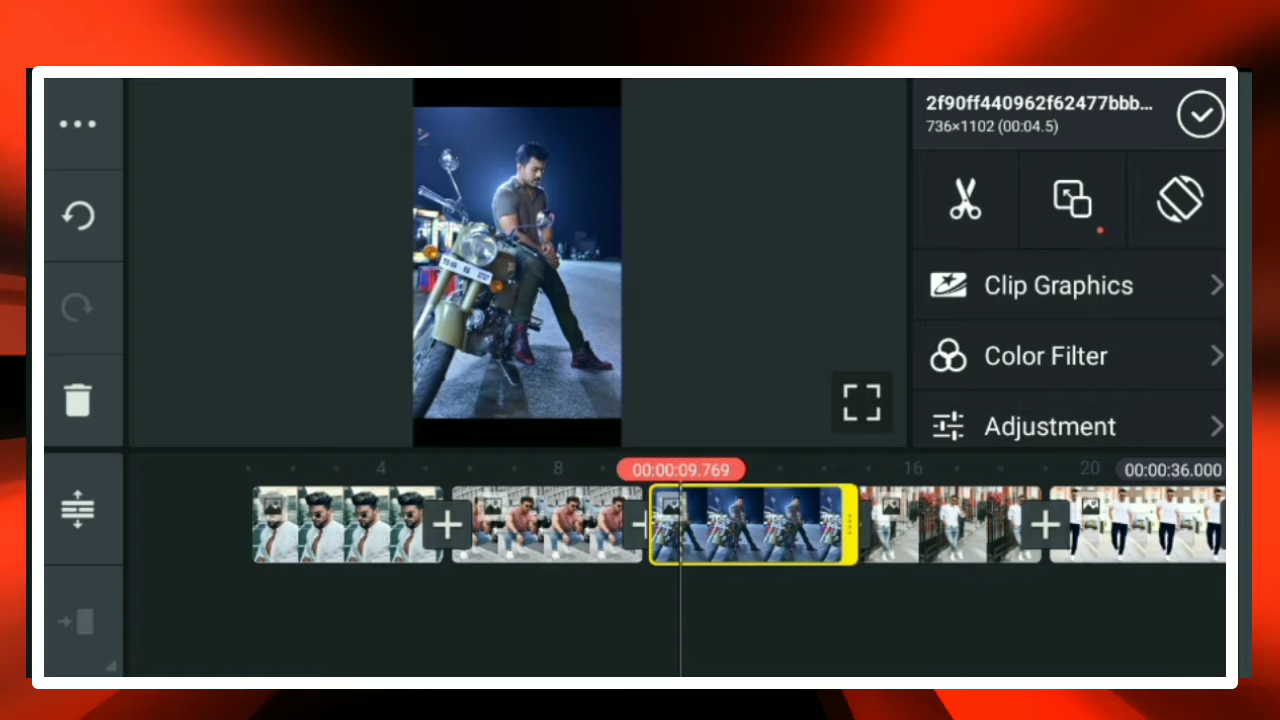 2f90ff440962f62477bbb...
736×1102 (00:04.5)
Clip Graphics
Color Filter
Adjustment
4
8
00:00:09.769
16
20
00:00:36.000